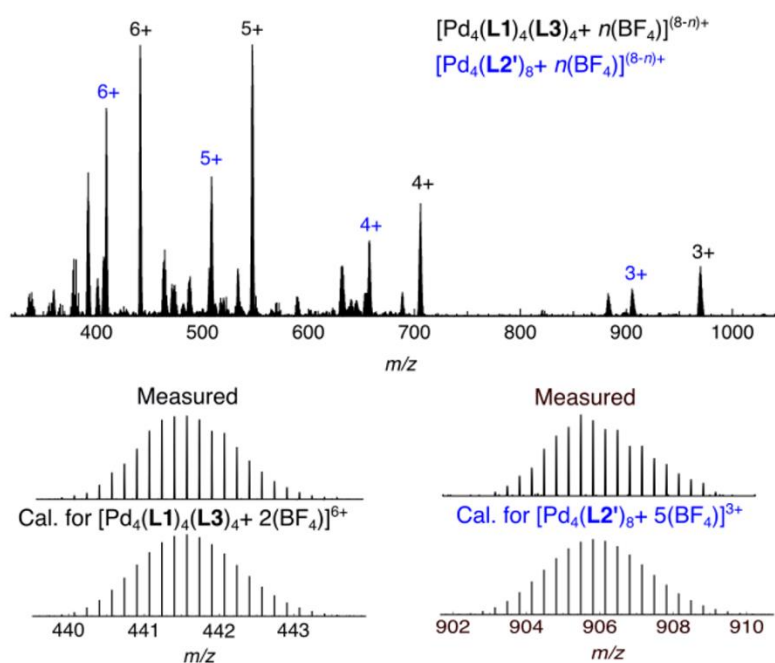 6+ 5+ [Pd4(L1)4(L3)4+ n(BF4)](8-n)+
[Pd4(L2')8+ n(BF4)](8-n)+
6+
5+
4+
4+
3+
3+
400 500 600 700 800 900 1000
m/z
Measured Measured
Cal. for [Pd4(L1)4(L3)4+ 2(BF4)]6+ Cal. for [Pd4(L2')8+ 5(BF4)]3+
440 441 442 443 902 904 906 908 910
m/z m/z